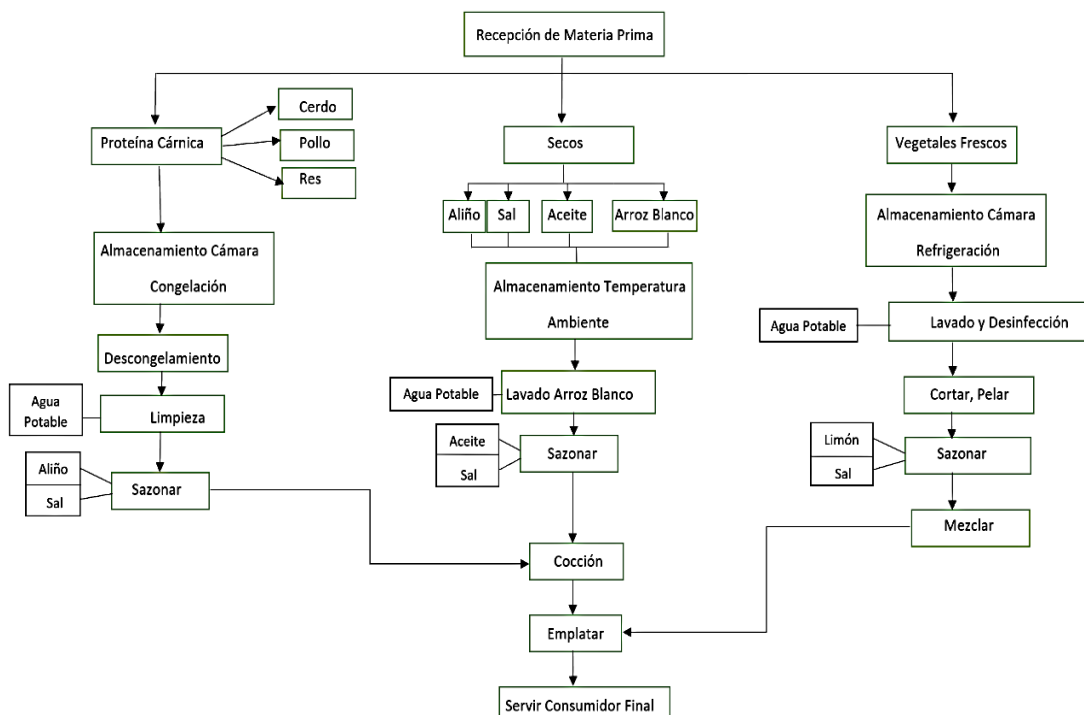 Recepción de Materia Prima
Proteína Cárnica
Cerdo
Pollo
Res
Secos
Vegetales Frescos
Aliño
Sal
Aceite
Arroz Blanco
Almacenamiento Cámara
Congelación
Almacenamiento Temperatura
Ambiente
Almacenamiento Cámara
Refrigeración
Descongelamiento
Agua
Potable
Limpieza
Aliño
Sal
Sazonar
Agua Potable
Lavado Arroz Blanco
Aceite
Sal
Sazonar
Agua Potable
Lavado y Desinfección
Cortar, Pelar
Limón
Sal
Sazonar
Mezclar
Cocción
Emplatar
Servir Consumidor Final